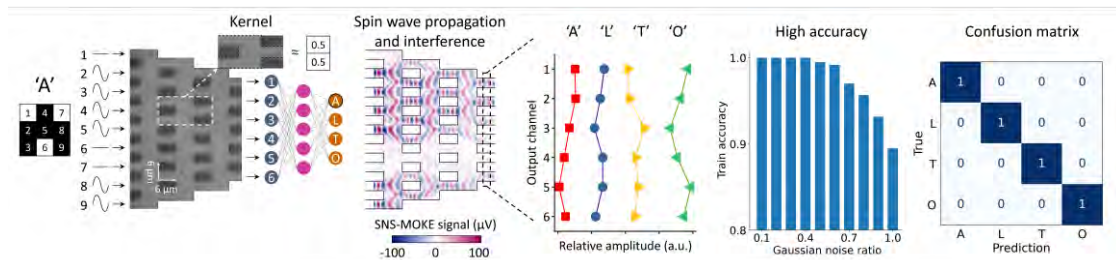 Kernel
≈
0.5
0.5
'A'
1 4 7
2 5 8
3 6 9
1
2
3
4
5
6
7
8
9
6 μm
6 μm
1
2
3
4
5
6
A
L
T
O
Spin wave propagation
and interference
SNS-MOKE signal (μV)
-100 0 100
'A' 'L' 'T' 'O'
Output channel
1
2
3
4
5
6
Relative amplitude (a.u.)
High accuracy
Train accuracy
1.0
0.9
0.8
0.1 0.4 0.7 1.0
Gaussian noise ratio
Confusion matrix
True
A 1 0 0 0
L 0 1 0 0
T 0 0 1 0
O 0 0 0 1
A L T O
Prediction